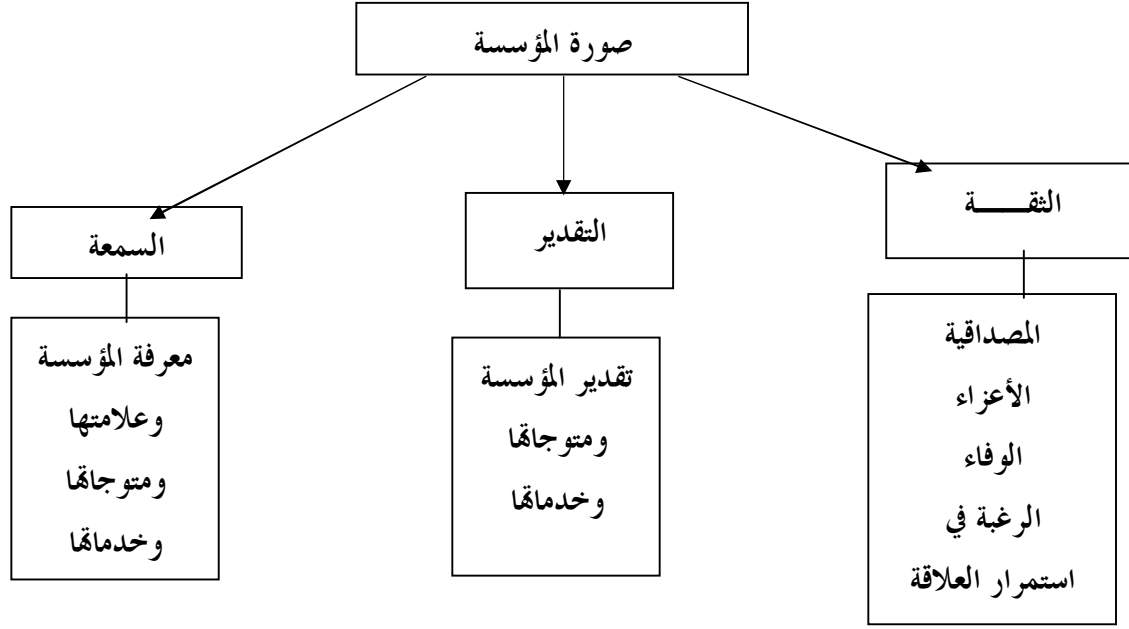 صورة المؤسسة
الثقـــــة
التقدير
السمعة
المصداقية
الأعزاء
الوفاء
الرغبة في
استمرار العلاقة
تقدير المؤسسة
ومتوجاتها
وخدماتها
معرفة المؤسسة
وعلامتها
ومتوجاتها
وخدماتها